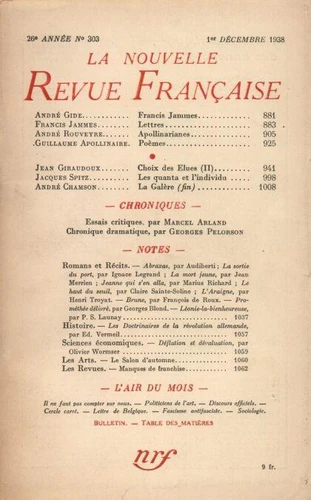 26e ANNÉE No 303 1er DÉCEMBRE 1938
LA NOUVELLE
REVUE FRANÇAISE
ANDRÉ GIDE......... Francis Jammes............ 881
FRANCIS JAMMES........ Lettres.................... 883
ANDRÉ ROUVEYRE...... Apollinarianes............. 905
GUILLAUME APOLLINAIRE. Poèmes.................... 925
JEAN GIRAUDOUX....... Choix des Elues (II)........ 941
JACQUES SPITZ......... Les quanta et l'individu... 998
ANDRÉ CHAMSON....... La Galère (fin)............ 1008
— CHRONIQUES —
Essais critiques, par MARCEL ARLAND
Chronique dramatique, par GEORGES PELORSON
— NOTES —
Romans et Récits. — Abraxas, par Audiberti; La sortie
du port, par Ignace Legrand; La mort jeune, par Jean
Merrien; Jeanne qui s'en alla, par Marius Richard; Le
haut du seuil, par Claire Sainte-Soline; L'Araigne, par
Henri Troyat. — Brune, par François de Roux. — Pro-
méthée délivré, par Georges Blond. — Léonie-la-bienheureuse,
par P. S. Launay.................... 1037
Histoire. — Les Doctrinaires de la révolution allemande,
par Ed. Vermeil.................... 1057
Sciences économiques. — Déflation et dévaluation, par
Olivier Wormser.................... 1059
Les Arts. — Le Salon d'automne........... 1060
Les Revues. — Manques de franchise........ 1062
— L'AIR DU MOIS —
Il ne faut pas compter sur nous. — Politiciens de l'art. — Discours officiels. —
Cercle carré. — Lettre de Belgique. — Fascisme antifasciste. — Sociologie.
BULLETIN. — TABLE DES MATIÈRES
nrf
9 fr.